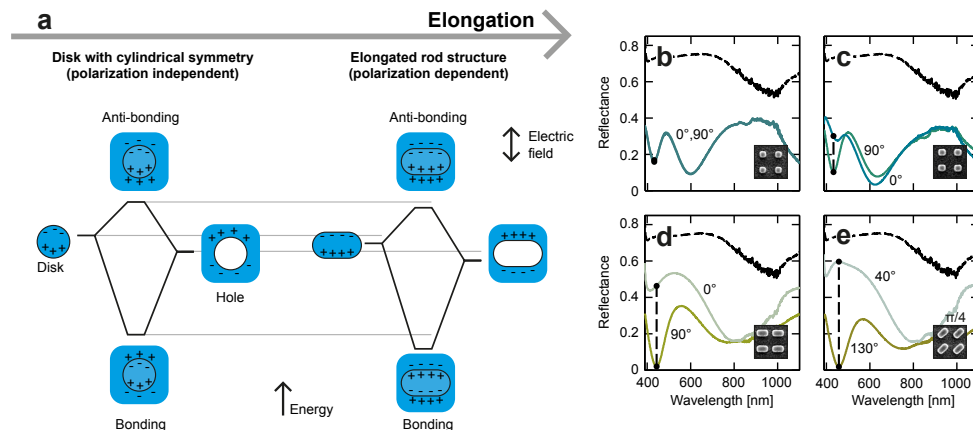 a
Elongation
Disk with cylindrical symmetry
(polarization independent)
Elongated rod structure
(polarization dependent)
Anti-bonding
Anti-bonding
Electric
field
Disk
Hole
Bonding
Energy
Bonding
b
0.8
0.6
0.4
0.2
0
Reflectance
0°,90°
c
90°
0°
d
0.8
0.6
0.4
0.2
0
Reflectance
0°
90°
400 600 800 1000
Wavelength [nm]
e
40°
π/4
130°
400 600 800 1000
Wavelength [nm]